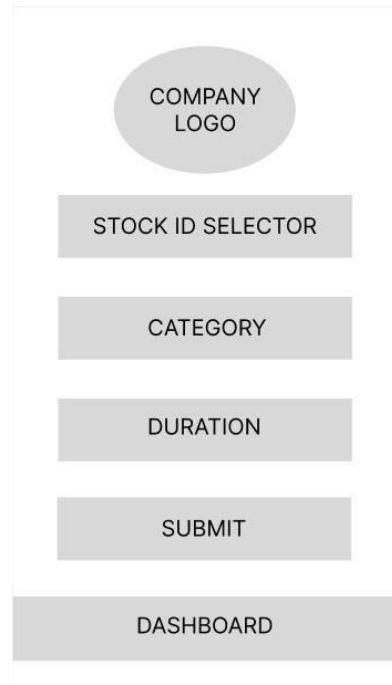 COMPANY
LOGO
STOCK ID SELECTOR
CATEGORY
DURATION
SUBMIT
DASHBOARD